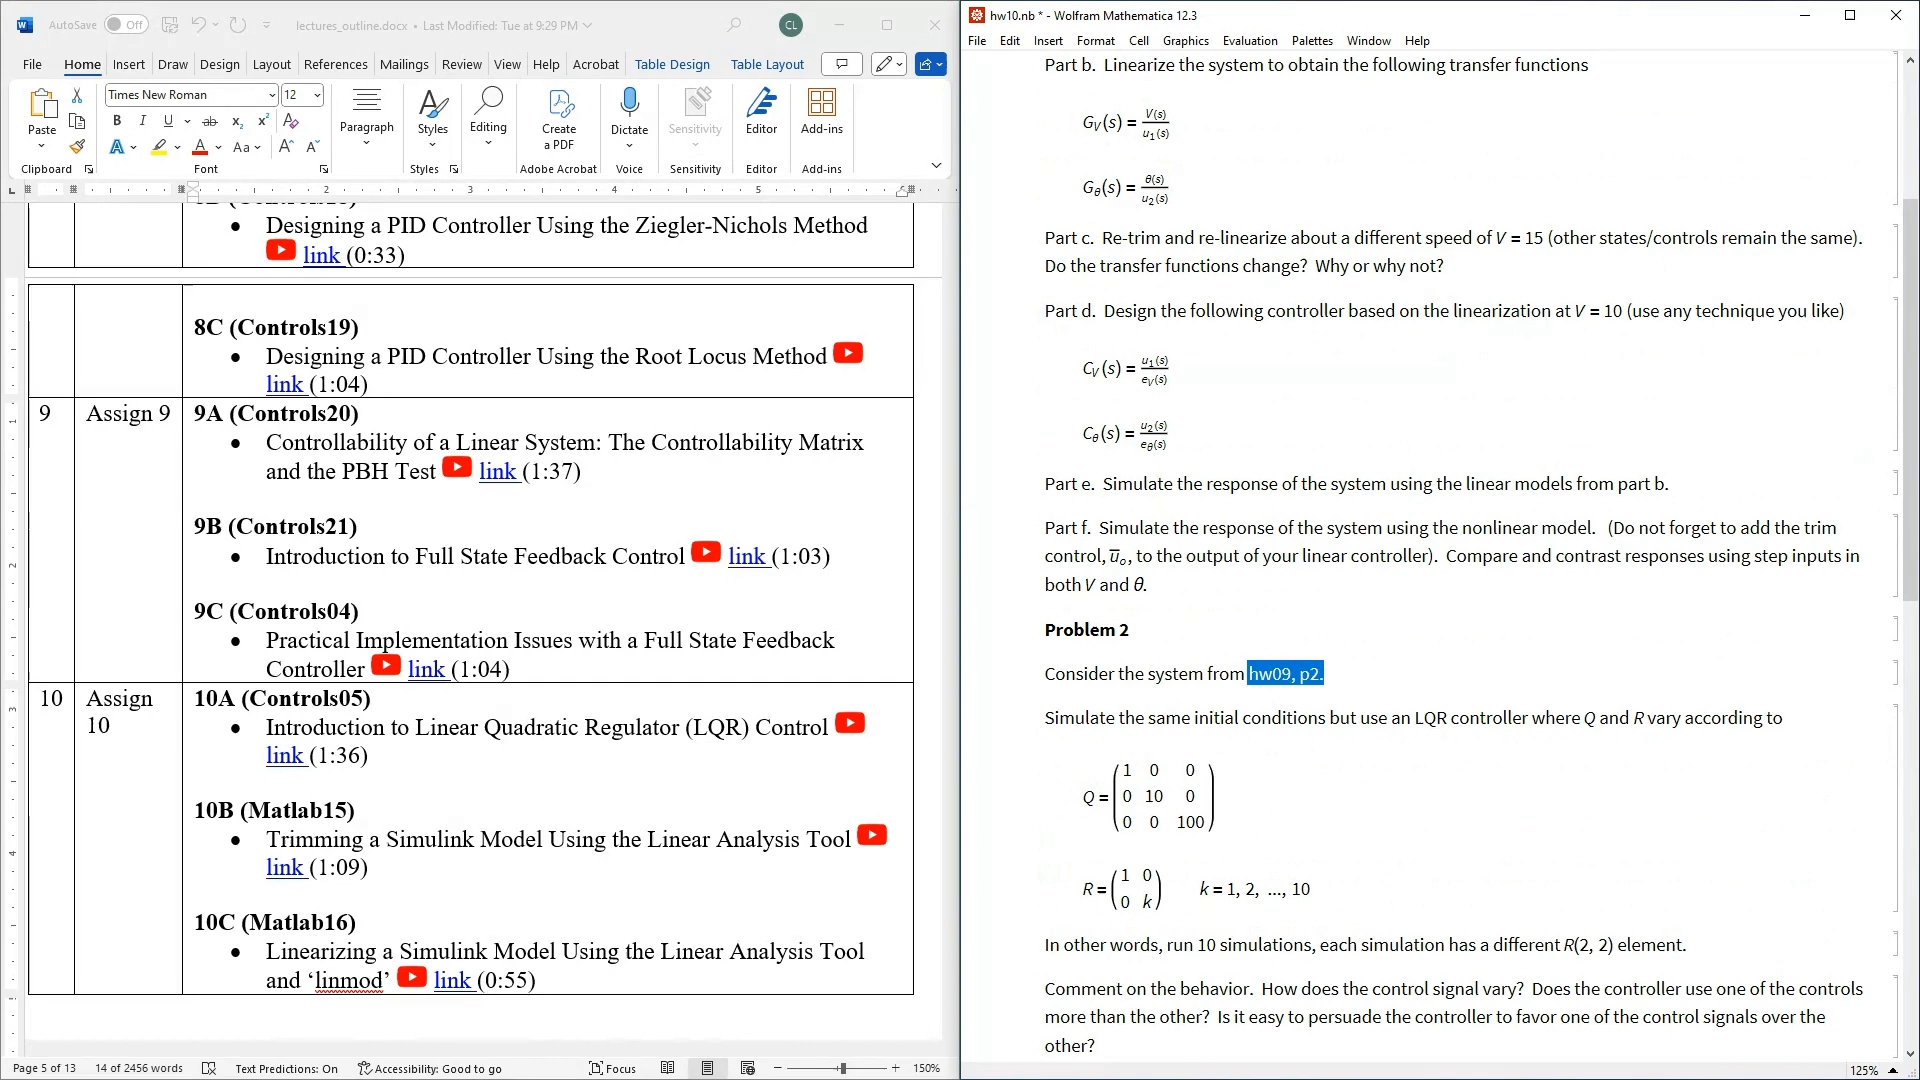 AutoSave Off lectures_outline.docx • Last Modified: Tue at 9:29 PM CL
File Home Insert Draw Design Layout References Mailings Review View Help Acrobat Table Design Table Layout
Times New Roman 12
Paste Paragraph Styles Editing Create a PDF Dictate Sensitivity Editor Add-ins
Clipboard Font Styles Adobe Acrobat Voice Sensitivity Editor Add-ins
• Designing a PID Controller Using the Ziegler-Nichols Method
link (0:33)
8C (Controls19)
• Designing a PID Controller Using the Root Locus Method
link (1:04)
9 Assign 9 9A (Controls20)
• Controllability of a Linear System: The Controllability Matrix
and the PBH Test link (1:37)
9B (Controls21)
• Introduction to Full State Feedback Control link (1:03)
9C (Controls04)
• Practical Implementation Issues with a Full State Feedback
Controller link (1:04)
10 Assign 10 10A (Controls05)
• Introduction to Linear Quadratic Regulator (LQR) Control
link (1:36)
10B (Matlab15)
• Trimming a Simulink Model Using the Linear Analysis Tool
link (1:09)
10C (Matlab16)
• Linearizing a Simulink Model Using the Linear Analysis Tool
and ‘linmod’ link (0:55)
Page 5 of 13 14 of 2456 words Text Predictions: On Accessibility: Good to go Focus 150%
hw10.nb * - Wolfram Mathematica 12.3
File Edit Insert Format Cell Graphics Evaluation Palettes Window Help
Part b. Linearize the system to obtain the following transfer functions
G_V(s) = V(s)/u₁(s)
G_θ(s) = θ(s)/u₂(s)
Part c. Re-trim and re-linearize about a different speed of V = 15 (other states/controls remain the same).
Do the transfer functions change? Why or why not?
Part d. Design the following controller based on the linearization at V = 10 (use any technique you like)
C_V(s) = u₁(s)/e_V(s)
C_θ(s) = u₂(s)/e_θ(s)
Part e. Simulate the response of the system using the linear models from part b.
Part f. Simulate the response of the system using the nonlinear model. (Do not forget to add the trim
control, u̅ₒ, to the output of your linear controller). Compare and contrast responses using step inputs in
both V and θ.
Problem 2
Consider the system from hw09, p2.
Simulate the same initial conditions but use an LQR controller where Q and R vary according to
Q = (1 0 0
0 10 0
0 0 100)
R = (1 0
0 k) k = 1, 2, ..., 10
In other words, run 10 simulations, each simulation has a different R(2, 2) element.
Comment on the behavior. How does the control signal vary? Does the controller use one of the controls
more than the other? Is it easy to persuade the controller to favor one of the control signals over the
other?
125%